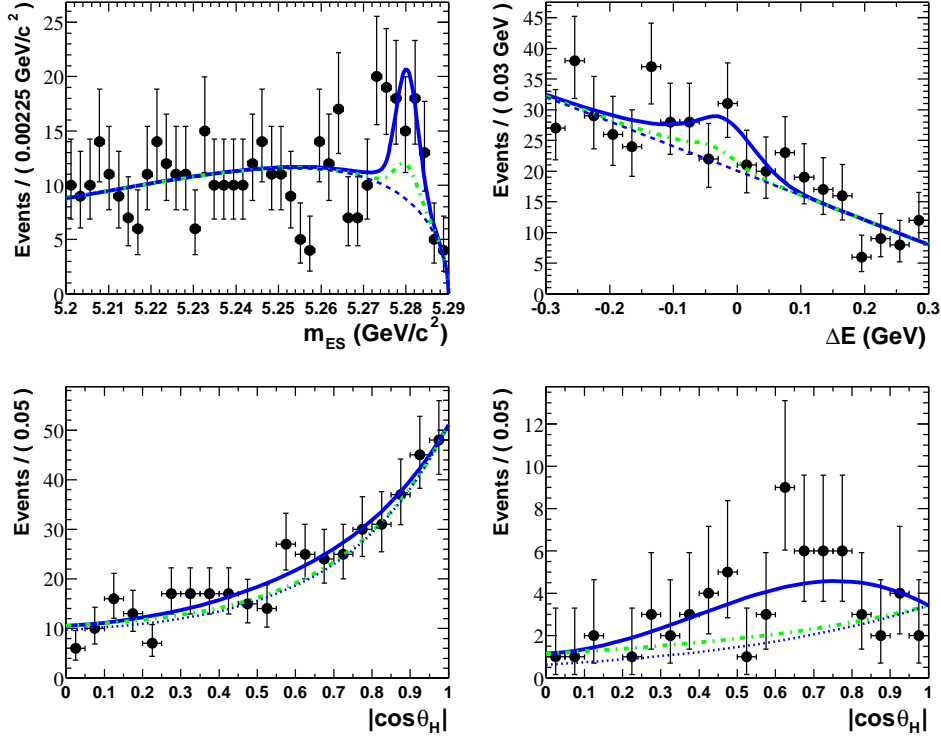 Events / ( 0.00225 GeV/c² )
25
20
15
10
5
0
5.2 5.21 5.22 5.23 5.24 5.25 5.26 5.27 5.28 5.29
m_ES (GeV/c²)
Events / ( 0.03 GeV )
45
40
35
30
25
20
15
10
5
0
-0.3 -0.2 -0.1 0 0.1 0.2 0.3
ΔE (GeV)
Events / ( 0.05 )
50
40
30
20
10
0
0 0.1 0.2 0.3 0.4 0.5 0.6 0.7 0.8 0.9 1
|cosθ_H|
Events / ( 0.05 )
12
10
8
6
4
2
0
0 0.1 0.2 0.3 0.4 0.5 0.6 0.7 0.8 0.9 1
|cosθ_H|